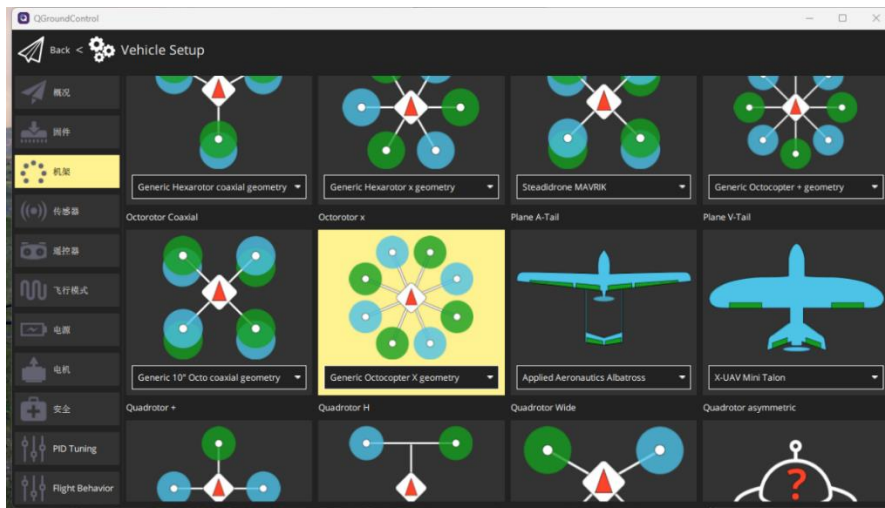 QGroundControl
Back < Vehicle Setup
概况
固件
机架
传感器
遥控器
飞行模式
电源
电机
安全
PID Tuning
Flight Behavior
Generic Hexarotor coaxial geometry
Generic Hexarotor x geometry
Steadidrone MAVRIK
Generic Octocopter + geometry
Octorotor Coaxial
Octorotor x
Plane A-Tail
Plane V-Tail
Generic 10" Octo coaxial geometry
Generic Octocopter X geometry
Applied Aeronautics Albatross
X-UAV Mini Talon
Quadrotor +
Quadrotor H
Quadrotor Wide
Quadrotor asymmetric
?